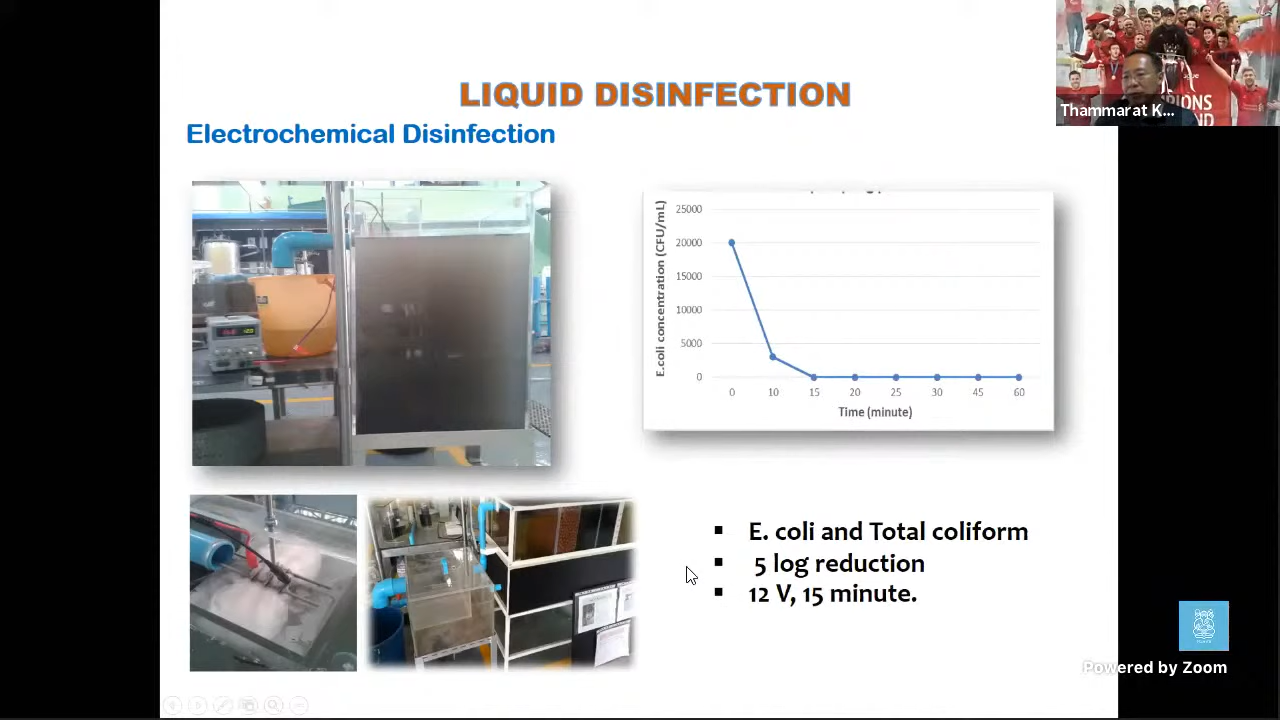 LIQUID DISINFECTION
Electrochemical Disinfection
Thammarat K...
E.coli concentration (CFU/mL)
25000
20000
15000
10000
5000
0
0 10 15 20 25 30 45 60
Time (minute)
▪ E. coli and Total coliform
▪ 5 log reduction
▪ 12 V, 15 minute.
Powered by Zoom